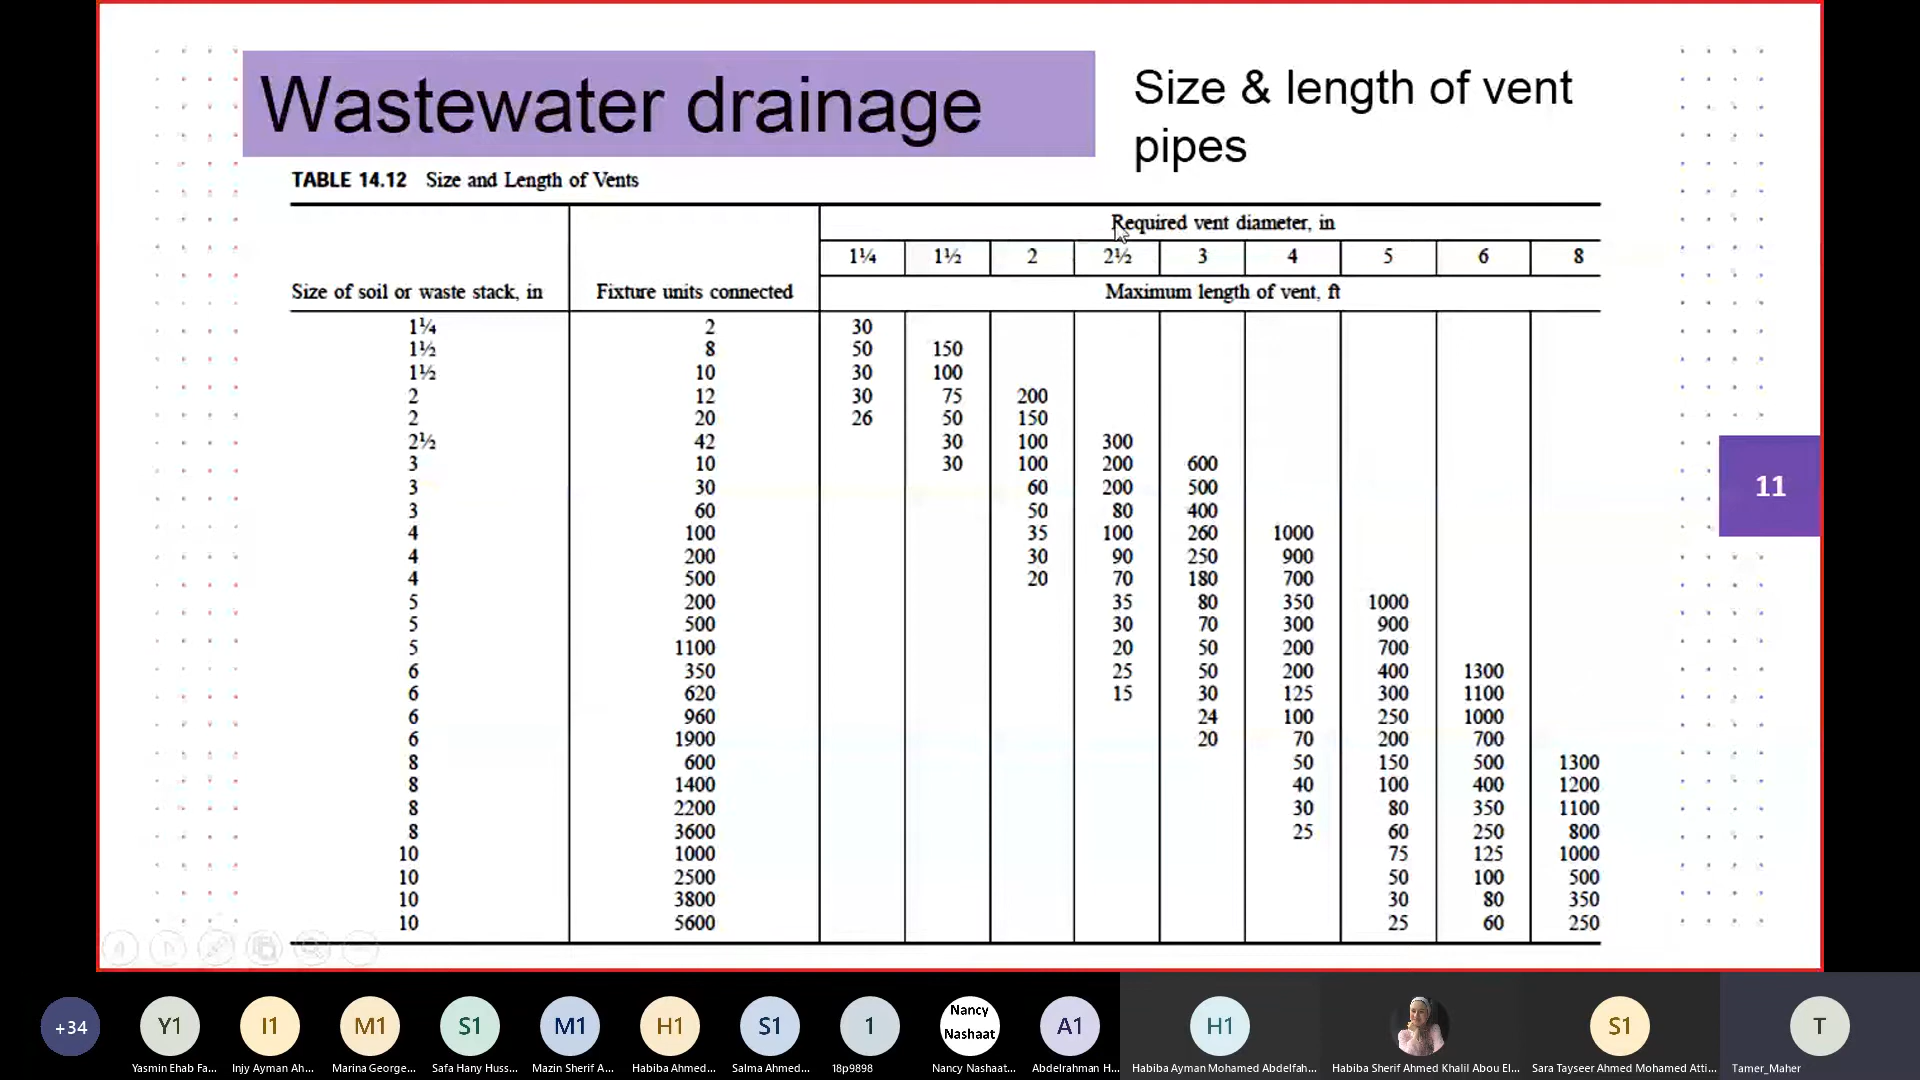 Wastewater drainage
Size & length of vent
pipes
TABLE 14.12 Size and Length of Vents
Required vent diameter, in
1¼ 1½ 2 2½ 3 4 5 6 8
Size of soil or waste stack, in Fixture units connected Maximum length of vent, ft
1¼ 2 30
1½ 8 50 150
1½ 10 30 100
2 12 30 75 200
2 20 26 50 150
2½ 42 30 100 300
3 10 30 100 200 600
3 30 60 200 500
3 60 50 80 400
4 100 35 100 260 1000
4 200 30 90 250 900
4 500 20 70 180 700
5 200 35 80 350 1000
5 500 30 70 300 900
5 1100 20 50 200 700
6 350 25 50 200 400 1300
6 620 15 30 125 300 1100
6 960 24 100 250 1000
6 1900 20 70 200 700
8 600 50 150 500 1300
8 1400 40 100 400 1200
8 2200 30 80 350 1100
8 3600 25 60 250 800
10 1000 75 125 1000
10 2500 50 100 500
10 3800 30 80 350
10 5600 25 60 250
11
+34 Y1 I1 M1 S1 M1 H1 S1 1 Nancy Nashaat A1 H1 S1 T
Yasmin Ehab Fa... Injy Ayman Ah... Marina George... Safa Hany Huss... Mazin Sherif A... Habiba Ahmed... Salma Ahmed... 18p9898 Nancy Nashaat... Abdelrahman H... Habiba Ayman Mohamed Abdelfah... Habiba Sherif Ahmed Khalil Abou El... Sara Tayseer Ahmed Mohamed Atti... Tamer_Maher